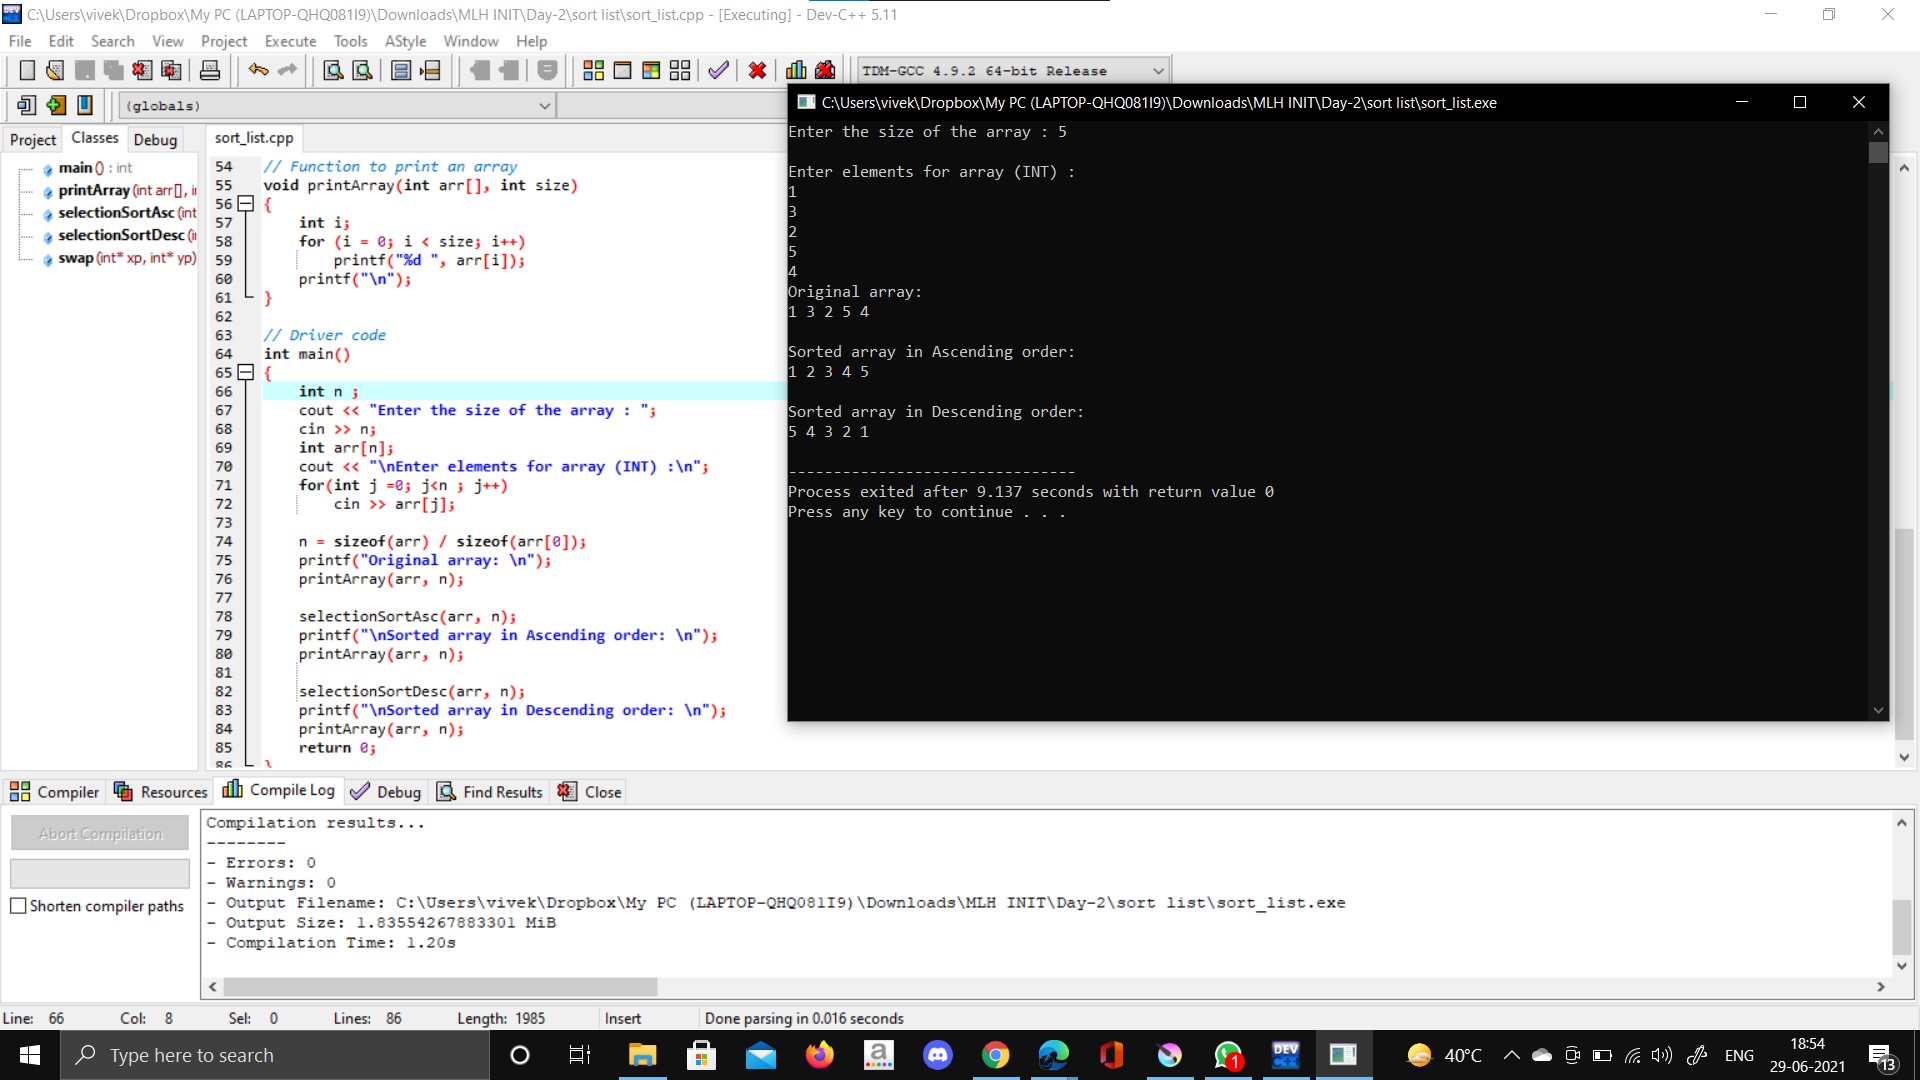 C:\Users\vivek\Dropbox\My PC (LAPTOP-QHQ081I9)\Downloads\MLH INIT\Day-2\sort list\sort_list.cpp - [Executing] - Dev-C++ 5.11
File Edit Search View Project Execute Tools AStyle Window Help
TDM-GCC 4.9.2 64-bit Release
(globals)
Project Classes Debug
main () : int
printArray (int arr[], i
selectionSortAsc (int
selectionSortDesc (i
swap (int* xp, int* yp)
sort_list.cpp
54 // Function to print an array
55 void printArray(int arr[], int size)
56 {
57 int i;
58 for (i = 0; i < size; i++)
59 printf("%d ", arr[i]);
60 printf("\n");
61 }
62
63 // Driver code
64 int main()
65 {
66 int n ;
67 cout << "Enter the size of the array : ";
68 cin >> n;
69 int arr[n];
70 cout << "\nEnter elements for array (INT) :\n";
71 for(int j =0; j<n ; j++)
72 cin >> arr[j];
73
74 n = sizeof(arr) / sizeof(arr[0]);
75 printf("Original array: \n");
76 printArray(arr, n);
77
78 selectionSortAsc(arr, n);
79 printf("\nSorted array in Ascending order: \n");
80 printArray(arr, n);
81
82 selectionSortDesc(arr, n);
83 printf("\nSorted array in Descending order: \n");
84 printArray(arr, n);
85 return 0;
86 }
C:\Users\vivek\Dropbox\My PC (LAPTOP-QHQ081I9)\Downloads\MLH INIT\Day-2\sort list\sort_list.exe
Enter the size of the array : 5
Enter elements for array (INT) :
1
3
2
5
4
Original array:
1 3 2 5 4
Sorted array in Ascending order:
1 2 3 4 5
Sorted array in Descending order:
5 4 3 2 1
--------------------------------
Process exited after 9.137 seconds with return value 0
Press any key to continue . . .
Compiler Resources Compile Log Debug Find Results Close
Abort Compilation
Shorten compiler paths
Compilation results...
--------
- Errors: 0
- Warnings: 0
- Output Filename: C:\Users\vivek\Dropbox\My PC (LAPTOP-QHQ081I9)\Downloads\MLH INIT\Day-2\sort list\sort_list.exe
- Output Size: 1.83554267883301 MiB
- Compilation Time: 1.20s
Line: 66 Col: 8 Sel: 0 Lines: 86 Length: 1985 Insert Done parsing in 0.016 seconds
Type here to search
a
DEV
1
40°C
ENG
18:54
29-06-2021
13